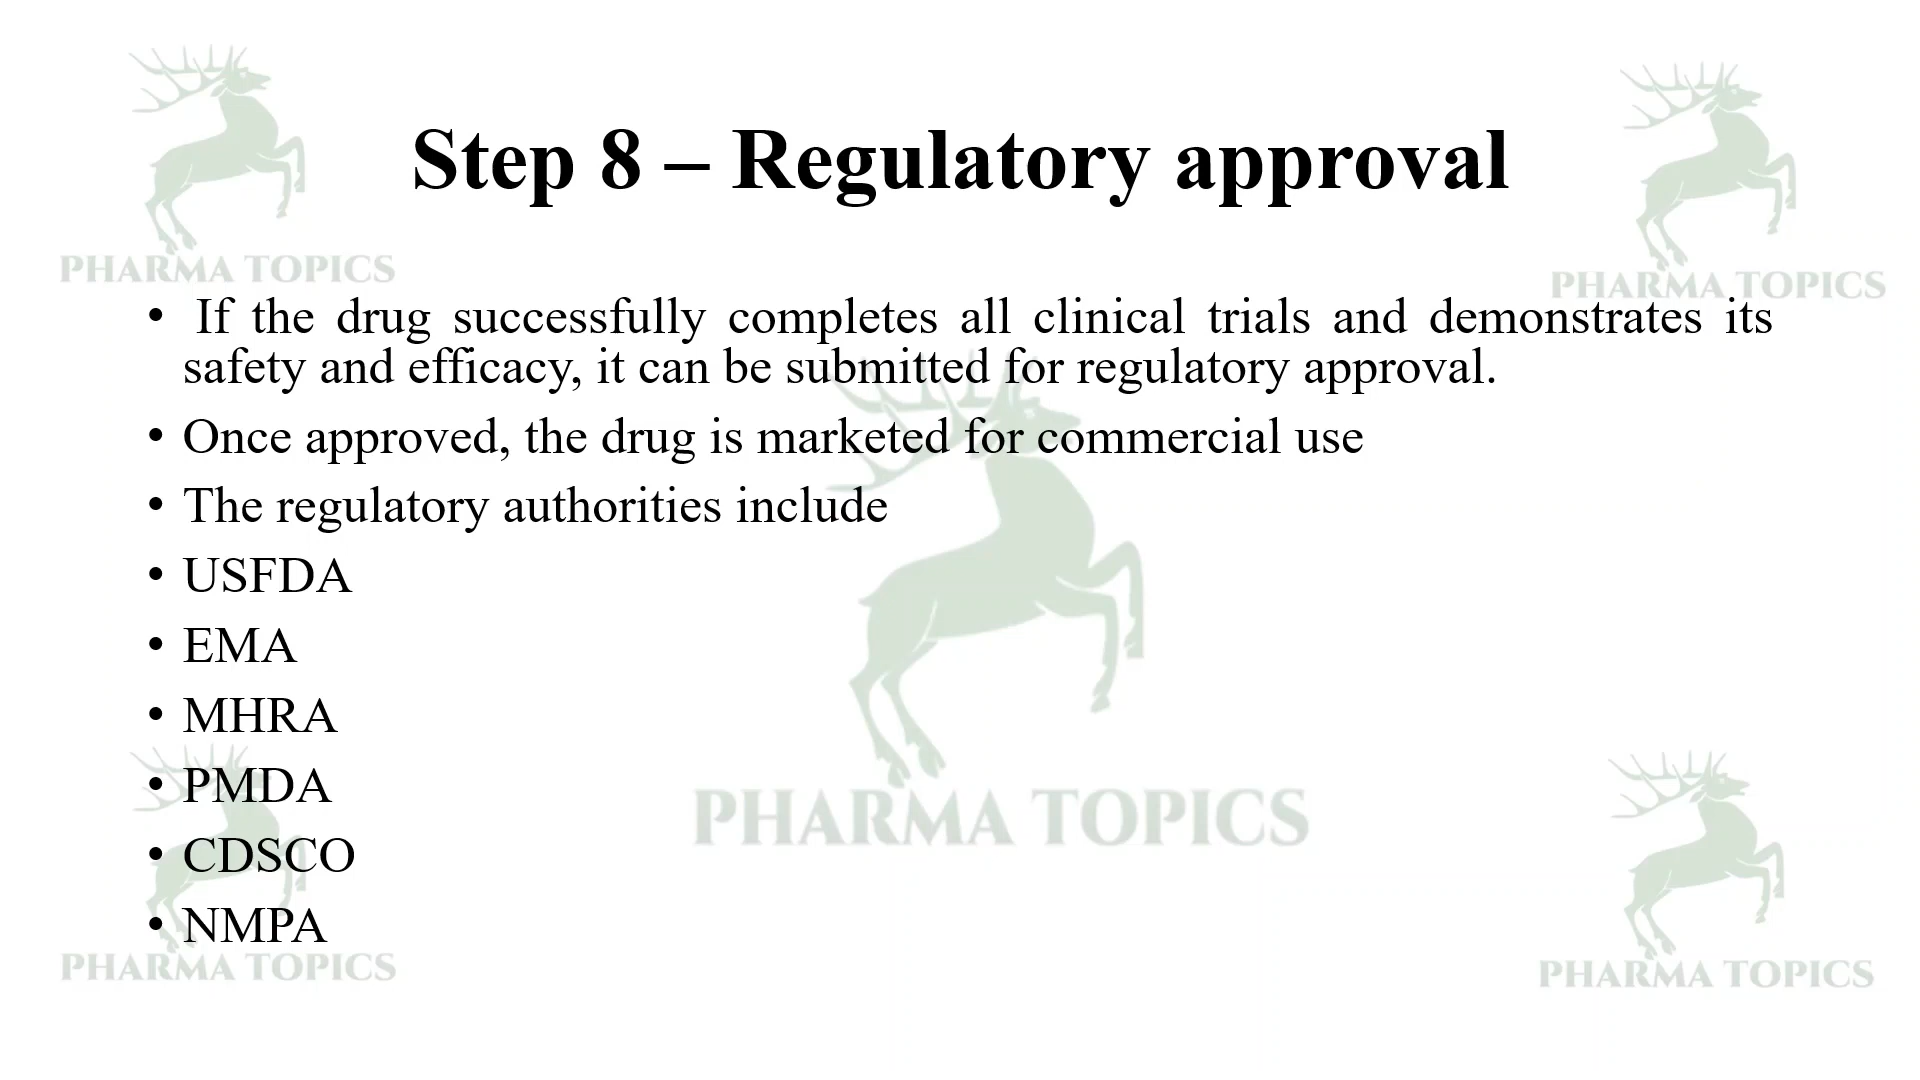 Step 8 – Regulatory approval
PHARMA TOPICS
PHARMA TOPICS
• If the drug successfully completes all clinical trials and demonstrates its
safety and efficacy, it can be submitted for regulatory approval.
• Once approved, the drug is marketed for commercial use
• The regulatory authorities include
• USFDA
• EMA
• MHRA
• PMDA
PHARMA TOPICS
• CDSCO
• NMPA
PHARMA TOPICS
PHARMA TOPICS